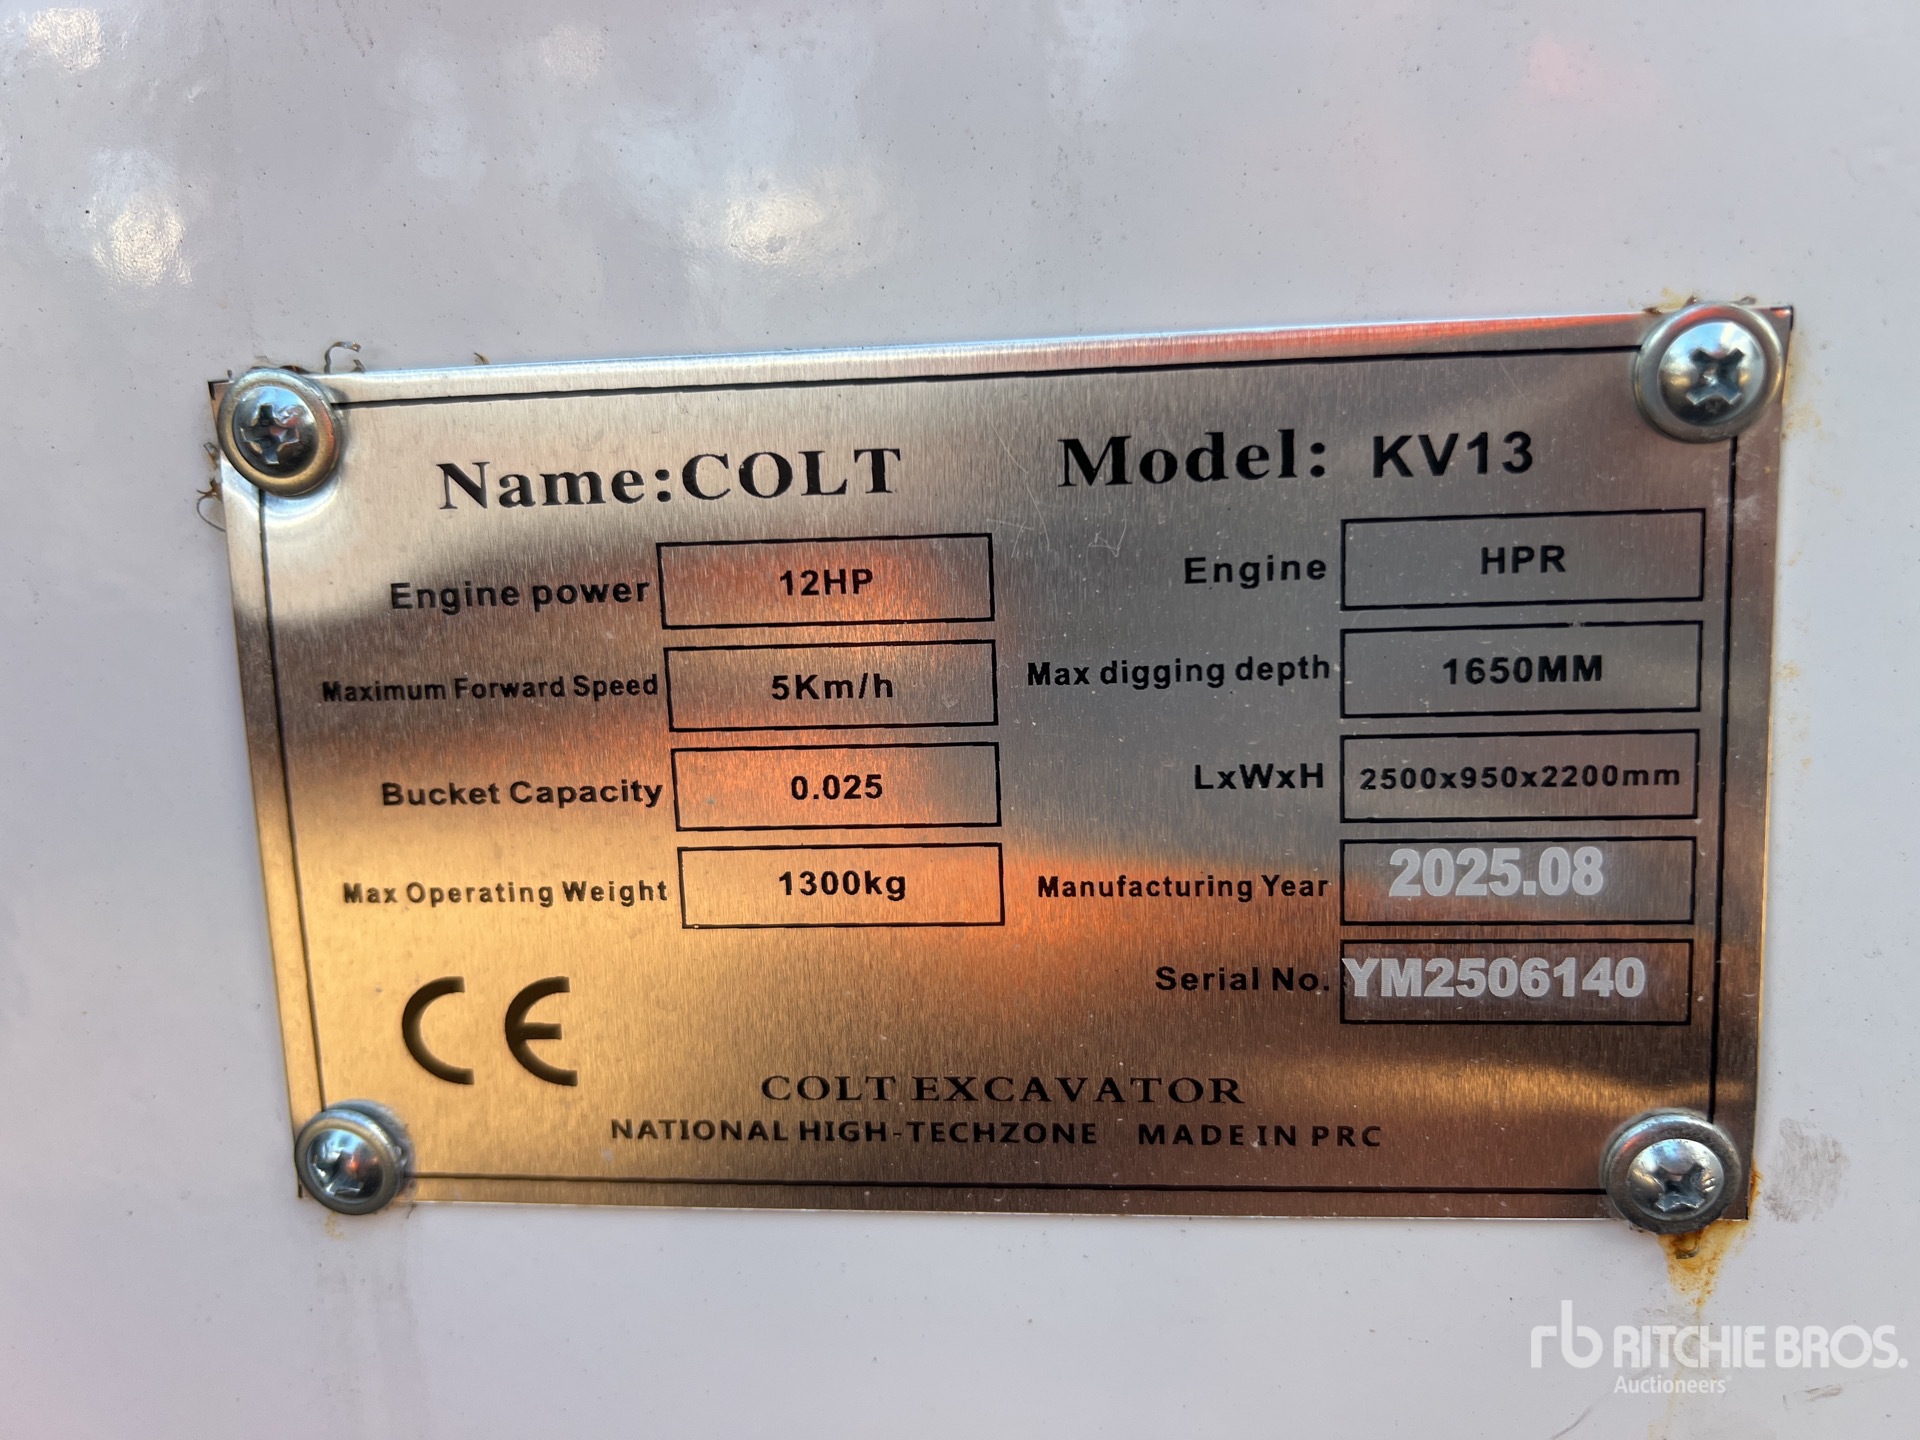 Name:COLT Model: KV13
Engine power 12HP Engine HPR
Maximum Forward Speed 5Km/h Max digging depth 1650MM
Bucket Capacity 0.025 LxWxH 2500x950x2200mm
Max Operating Weight 1300kg Manufacturing Year 2025.08
Serial No. YM2506140
CE
COLT EXCAVATOR
NATIONAL HIGH-TECHZONE MADE IN PRC
rb RITCHIE BROS.
Auctioneers